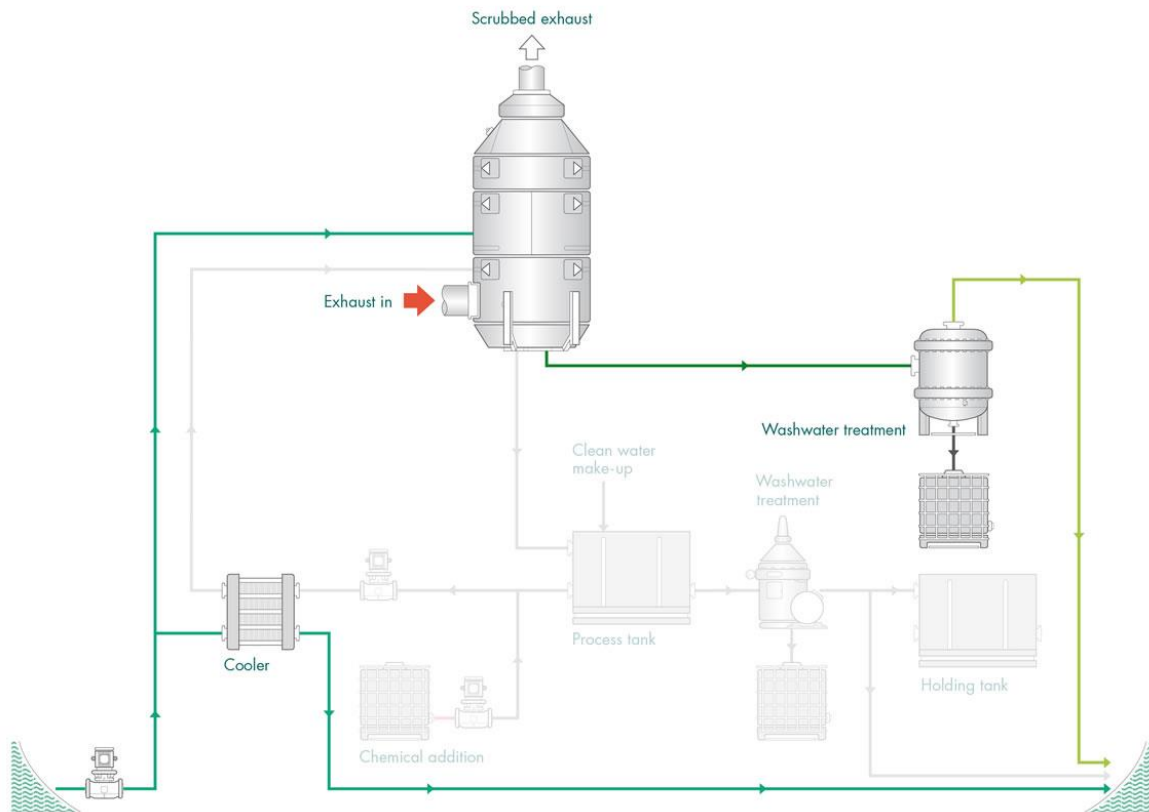 Scrubbed exhaust
Exhaust in
Washwater treatment
Clean water
make-up
Washwater
treatment
Process tank
Cooler
Holding tank
Chemical addition